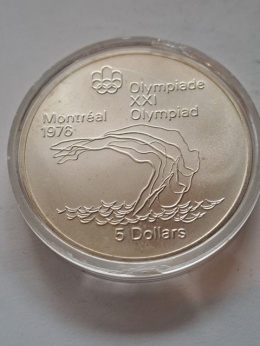 Olympiade
XXI
Olympiad
Montréal
1976
5 Dollars